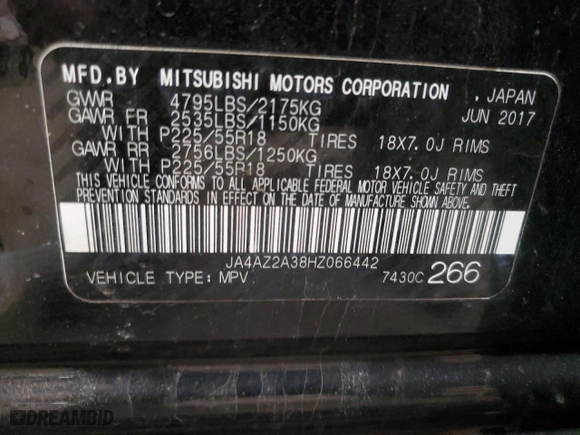 MFD.BY MITSUBISHI MOTORS CORPORATION , JAPAN
GVWR 4795LBS/2175KG JUN 2017
GAWR FR 2535LBS/1150KG
WITH P225/55R18 TIRES 18X7.0J RIMS
GAWR RR 2756LBS/1250KG
WITH P225/55R18 TIRES 18X7.0J RIMS
THIS VEHICLE CONFORMS TO ALL APPLICABLE FEDERAL MOTOR VEHICLE SAFETY AND THEFT
PREVENTION STANDARDS IN EFFECT ON THE DATE OF MANUFACTURE SHOWN ABOVE.
JA4AZ2A38HZ066442
VEHICLE TYPE: MPV 7430C 266
DREAMBID